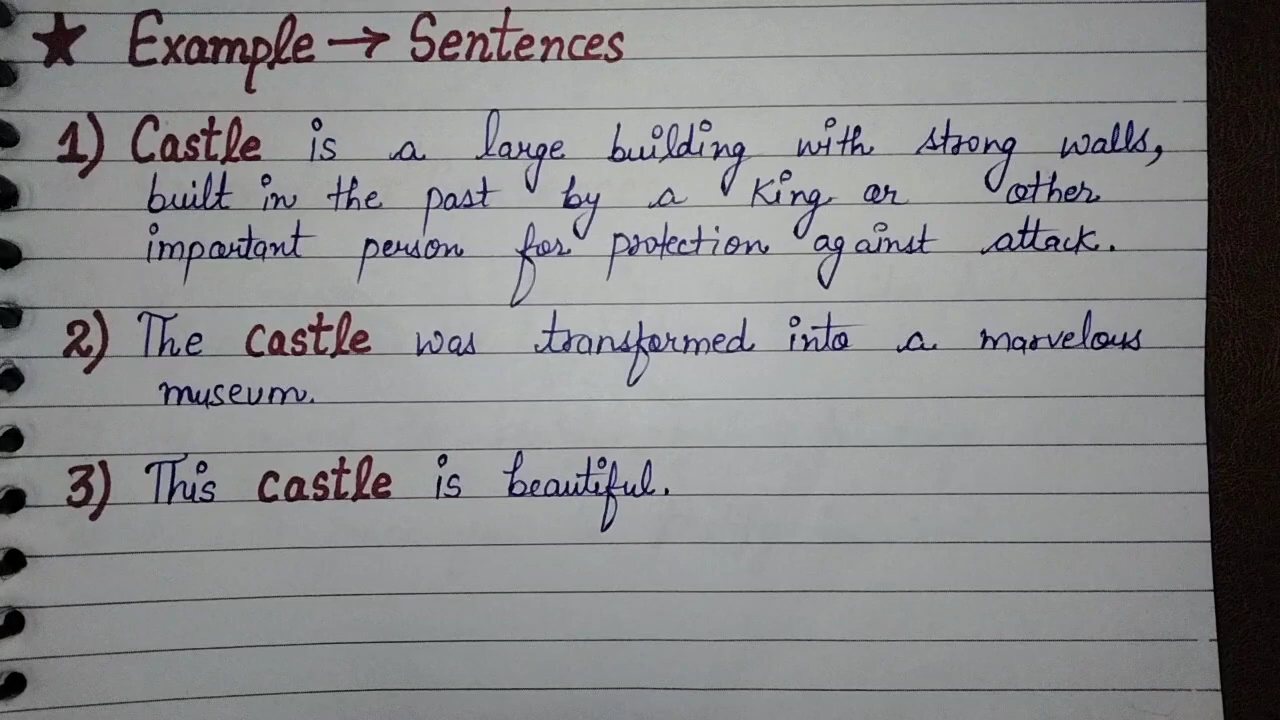 ★ Example → Sentences
1) Castle is a large building with strong walls,
built in the past by a King or other
important person for protection against attack.
2) The castle was transformed into a marvelous
museum.
3) This castle is beautiful.